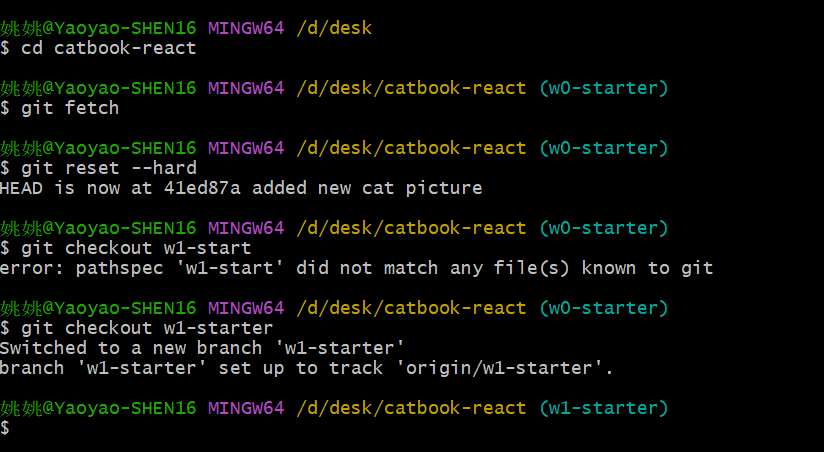 姚姚@Yaoyao-SHEN16 MINGW64 /d/desk
$ cd catbook-react
姚姚@Yaoyao-SHEN16 MINGW64 /d/desk/catbook-react (w0-starter)
$ git fetch
姚姚@Yaoyao-SHEN16 MINGW64 /d/desk/catbook-react (w0-starter)
$ git reset --hard
HEAD is now at 41ed87a added new cat picture
姚姚@Yaoyao-SHEN16 MINGW64 /d/desk/catbook-react (w0-starter)
$ git checkout w1-start
error: pathspec 'w1-start' did not match any file(s) known to git
姚姚@Yaoyao-SHEN16 MINGW64 /d/desk/catbook-react (w0-starter)
$ git checkout w1-starter
Switched to a new branch 'w1-starter'
branch 'w1-starter' set up to track 'origin/w1-starter'.
姚姚@Yaoyao-SHEN16 MINGW64 /d/desk/catbook-react (w1-starter)
$